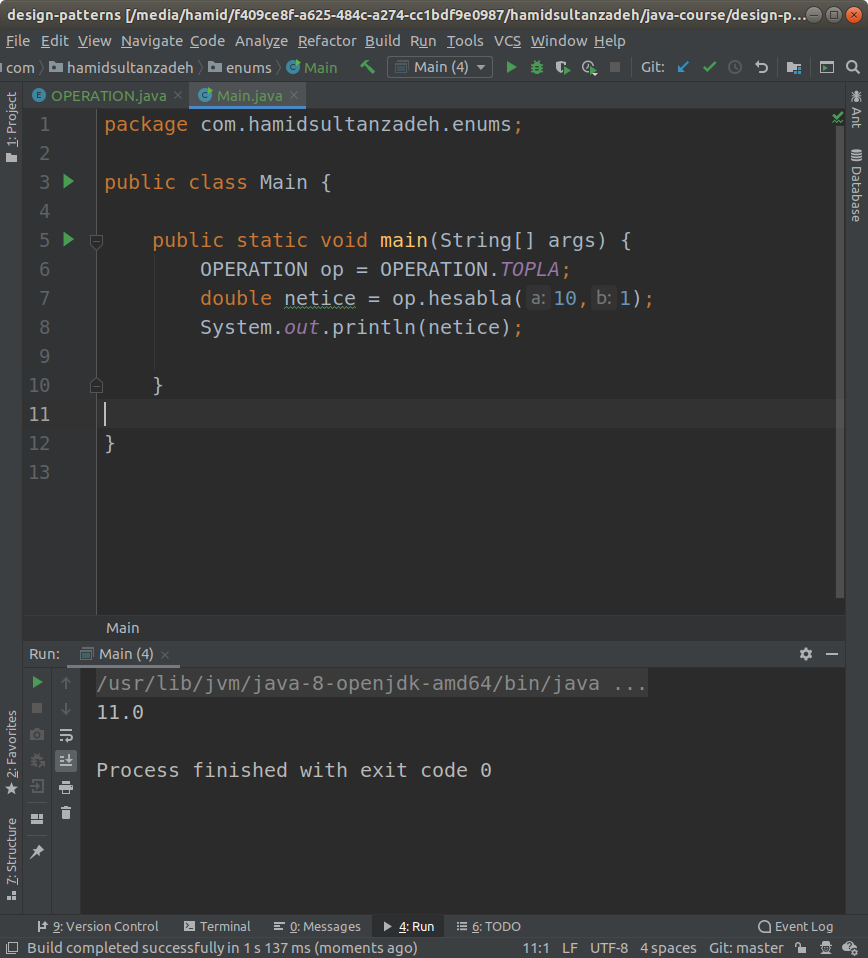 design-patterns [/media/hamid/f409ce8f-a625-484c-a274-cc1bdf9e0987/hamidsultanzadeh/java-course/design-p...
File Edit View Navigate Code Analyze Refactor Build Run Tools VCS Window Help
com hamidsultanzadeh enums Main Main (4) Git:
1: Project
OPERATION.java Main.java
Ant
Database
1 package com.hamidsultanzadeh.enums;
2
3 public class Main {
4
5 public static void main(String[] args) {
6 OPERATION op = OPERATION.TOPLA;
7 double netice = op.hesabla( a: 10, b: 1);
8 System.out.println(netice);
9
10 }
11
12 }
13
Main
Run: Main (4)
/usr/lib/jvm/java-8-openjdk-amd64/bin/java ...
11.0
Process finished with exit code 0
2: Favorites
7: Structure
9: Version Control Terminal 0: Messages 4: Run 6: TODO Event Log
Build completed successfully in 1 s 137 ms (moments ago) 11:1 LF UTF-8 4 spaces Git: master